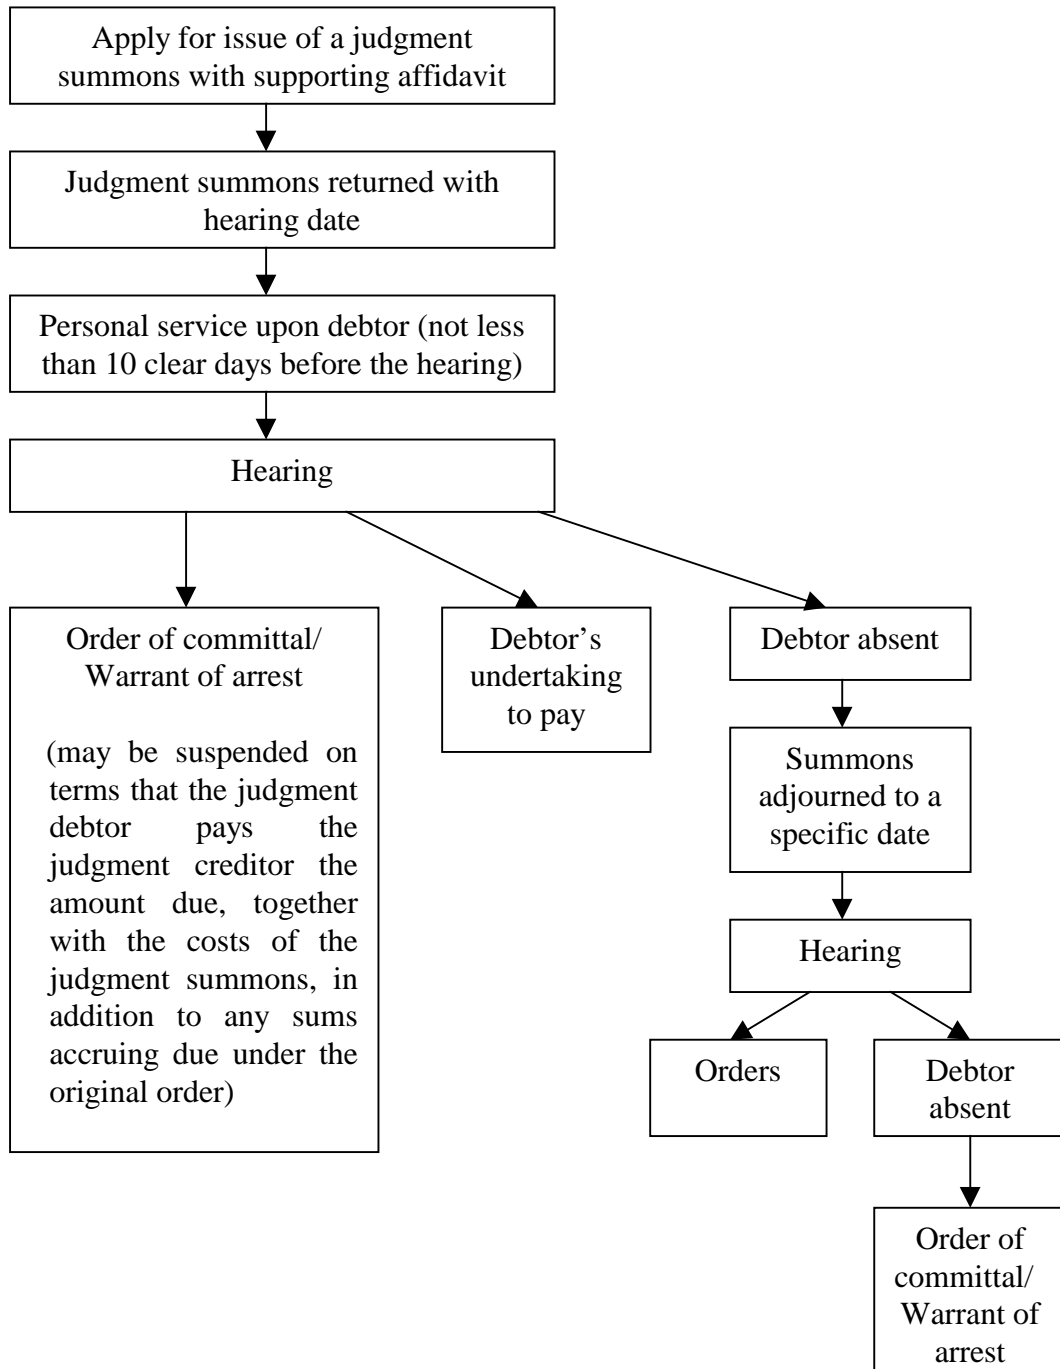 Apply for issue of a judgment
summons with supporting affidavit
Judgment summons returned with
hearing date
Personal service upon debtor (not less
than 10 clear days before the hearing)
Hearing
Order of committal/
Warrant of arrest
(may be suspended on
terms that the judgment
debtor pays the
judgment creditor the
amount due, together
with the costs of the
judgment summons, in
addition to any sums
accruing due under the
original order)
Debtor’s
undertaking
to pay
Debtor absent
Summons
adjourned to a
specific date
Hearing
Orders
Debtor
absent
Order of
committal/
Warrant of
arrest